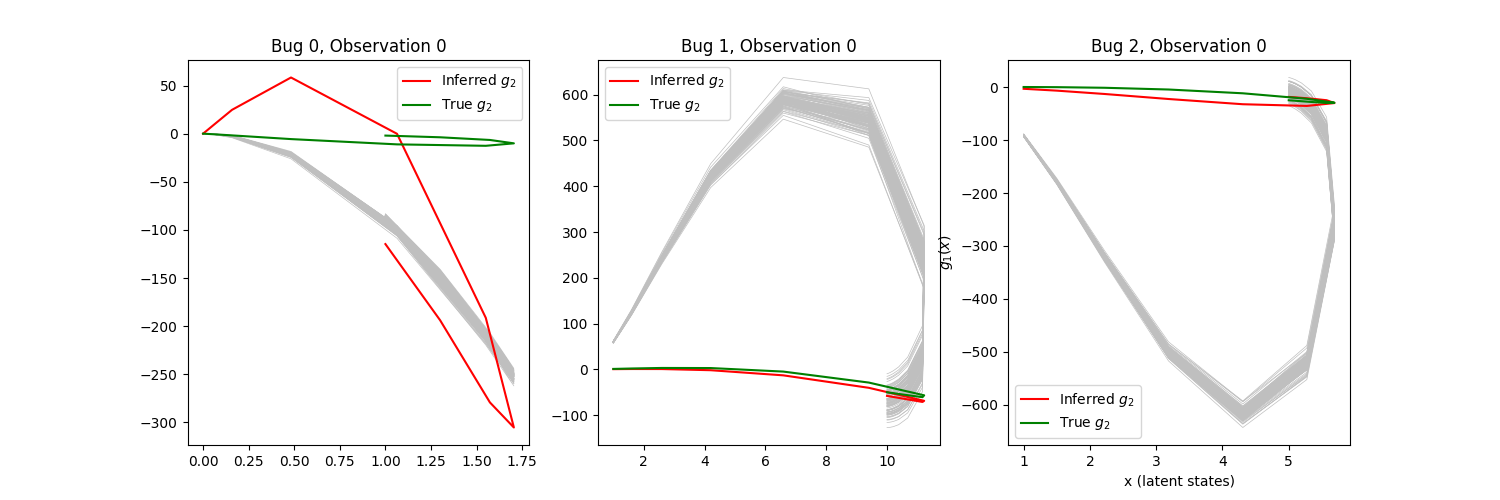 Bug 0, Observation 0
Inferred g₂
True g₂
50
0
−50
−100
−150
−200
−250
−300
0.00 0.25 0.50 0.75 1.00 1.25 1.50 1.75
Bug 1, Observation 0
Inferred g₂
True g₂
600
500
400
300
200
100
0
−100
2 4 6 8 10
Bug 2, Observation 0
g₁(x)
0
−100
−200
−300
−400
−500
−600
Inferred g₂
True g₂
1 2 3 4 5
x (latent states)